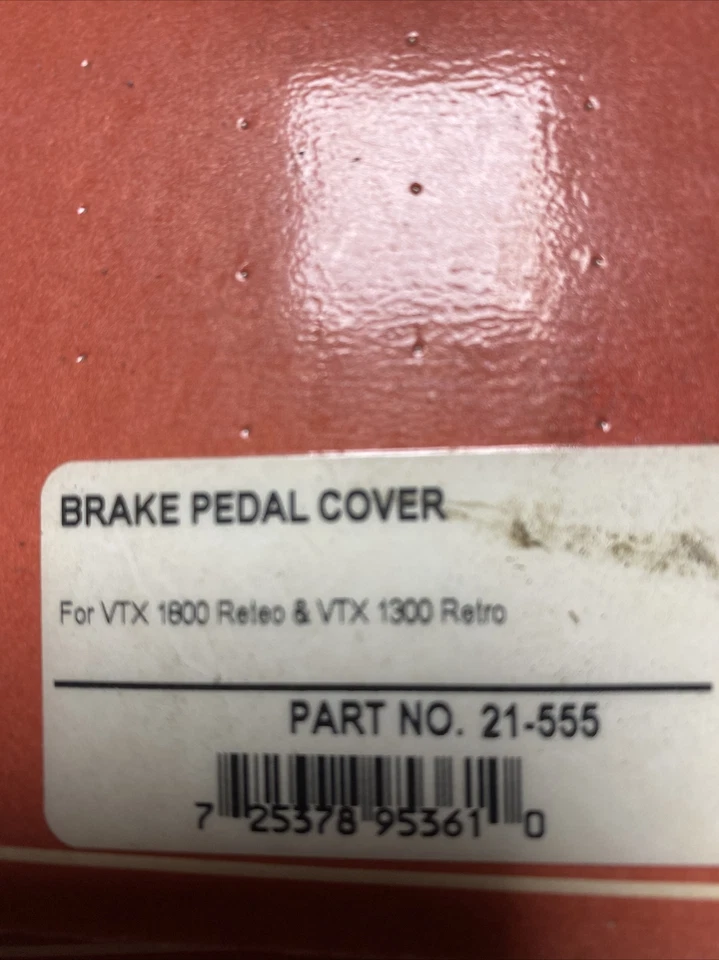 BRAKE PEDAL COVER
For VTX 1800 Reteo & VTX 1300 Retro
PART NO. 21-555
7 25378 95361 0